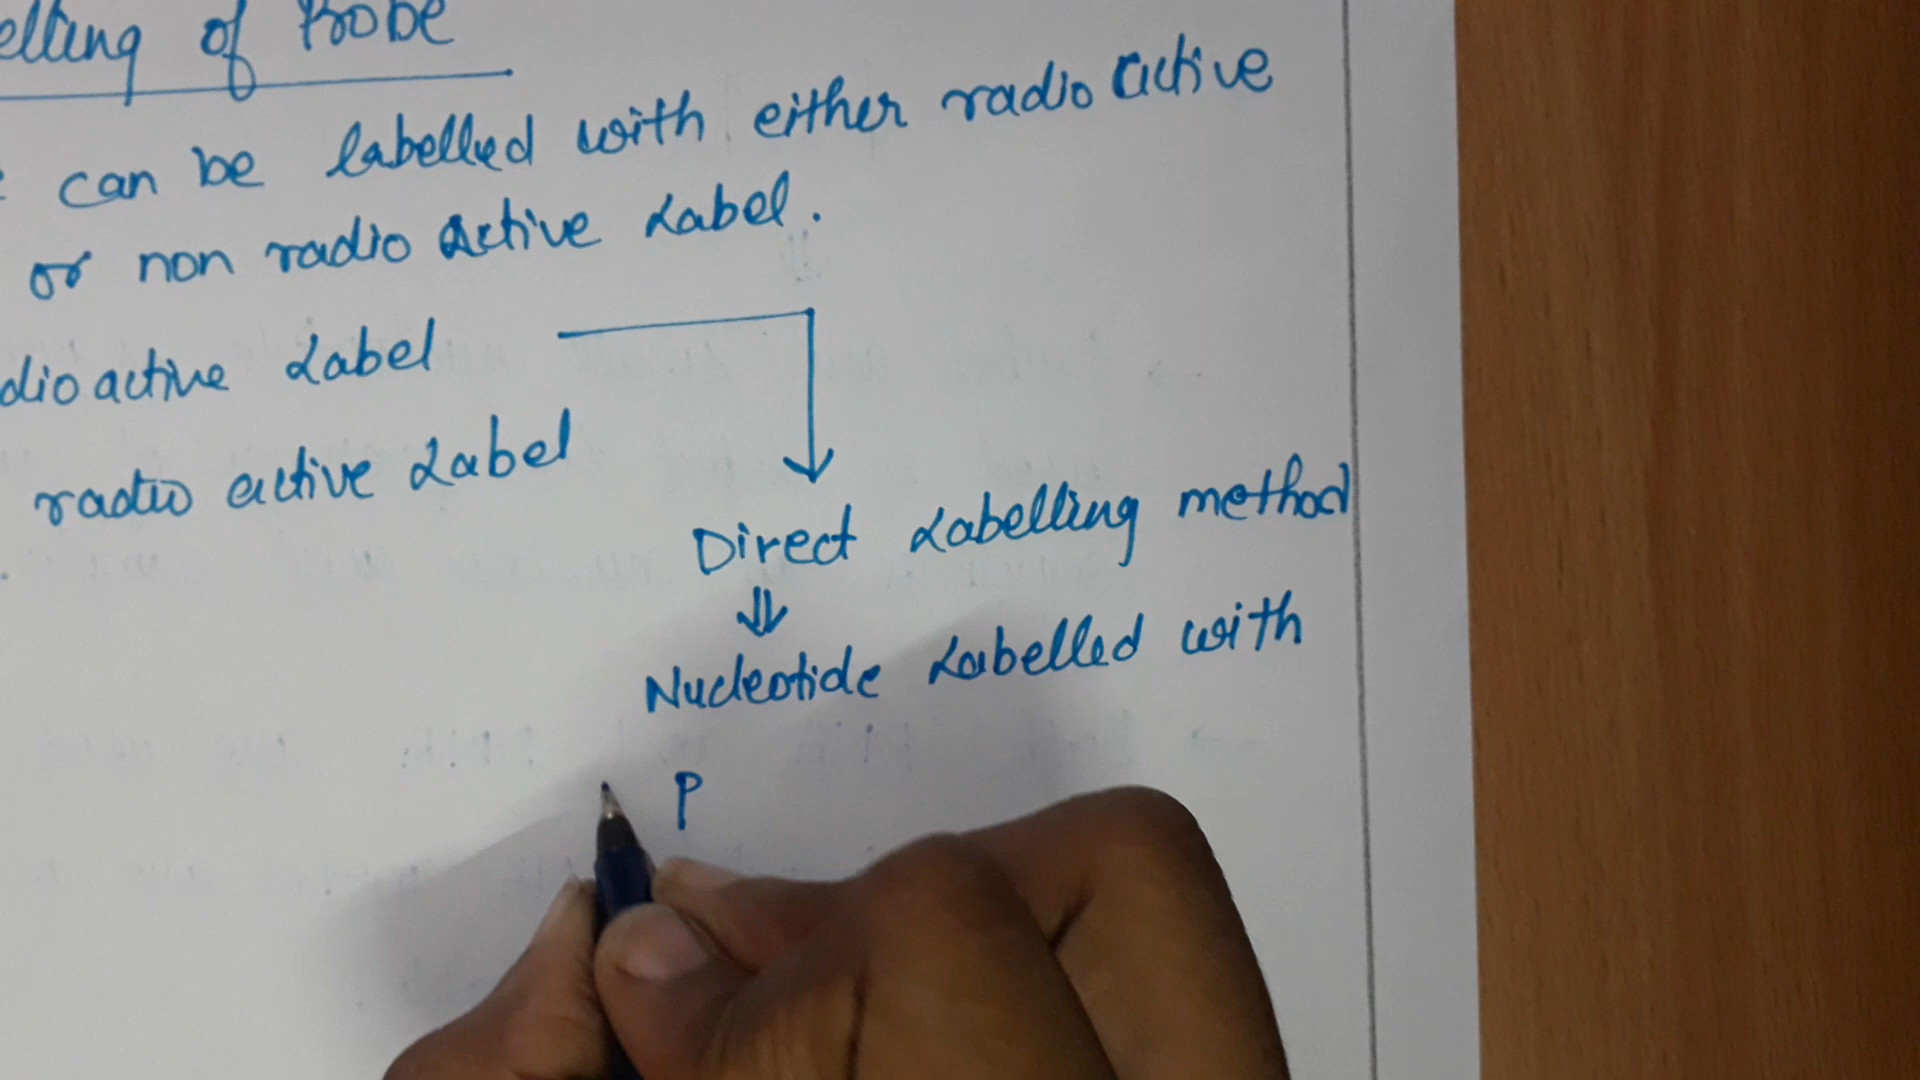 elling of Probe
can be labelled with either radio active
or non radio Active Label.
dio active Label
radio active Label
Direct Labelling method
⇓
Nucleotide Labelled with
P